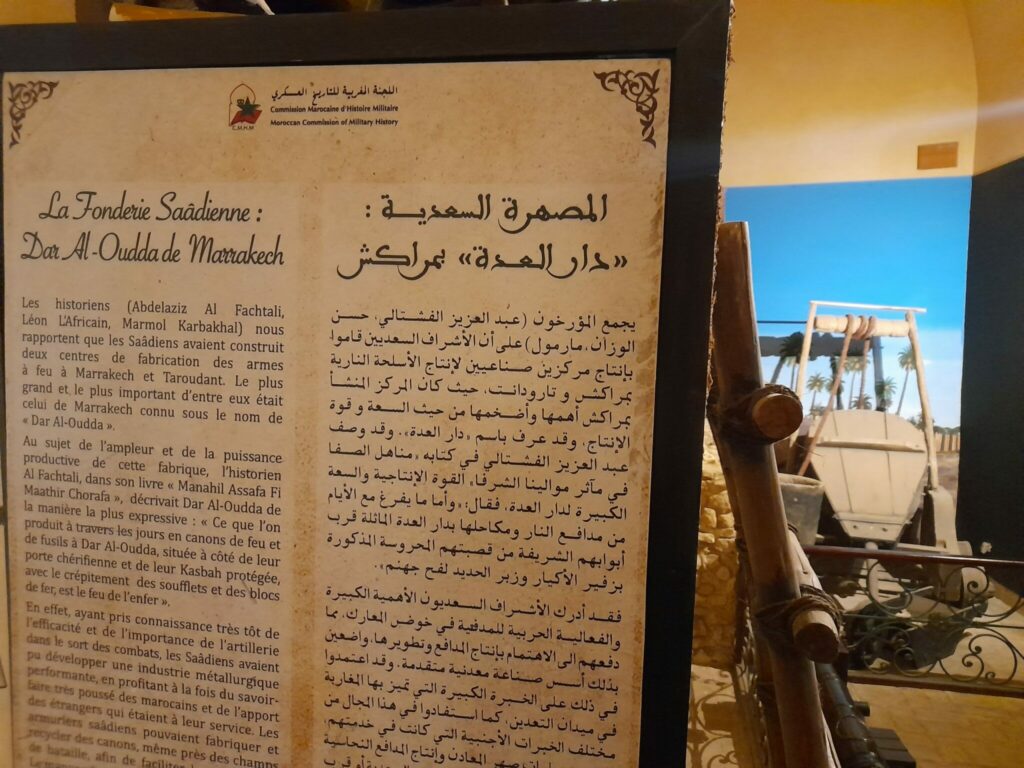 اللجنة المغربية للتاريخ العسكري
Commission Marocaine d'Histoire Militaire
Moroccan Commission of Military History
C.M.H.M
La Fonderie Saâdienne :
Dar Al-Oudda de Marrakech
Les historiens (Abdelaziz Al Fachtali,
Léon L'Africain, Marmol Karbakhal) nous
rapportent que les Saâdiens avaient construit
deux centres de fabrication des armes
à feu à Marrakech et Taroudant. Le plus
grand et le plus important d'entre eux était
celui de Marrakech connu sous le nom de
« Dar Al-Oudda ».
Au sujet de l'ampleur et de la puissance
productive de cette fabrique, l'historien
Al Fachtali, dans son livre « Manahil Assafa Fi
Maathir Chorafa », décrivait Dar Al-Oudda de
la manière la plus expressive : « Ce que l'on
produit à travers les jours en canons de feu et
de fusils à Dar Al-Oudda, située à côté de leur
porte chérifienne et de leur Kasbah protégée,
avec le crépitement des soufflets et des blocs
de fer, est le feu de l'enfer ».
En effet, ayant pris connaissance très tôt de
l'efficacité et de l'importance de l'artillerie
dans le sort des combats, les Saâdiens avaient
pu développer une industrie métallurgique
performante, en profitant à la fois du savoir-
faire très poussé des marocains et de l'apport
des étrangers qui étaient à leur service. Les
armuriers saâdiens pouvaient fabriquer et
recycler des canons, même près des champs
de bataille, afin de faciliter
المصهرة السعدية :
«دار العدة» بمراكش
يجمع المؤرخون (عبد العزيز الفشتالي، حسن
الوزان، مارمول) على أن الأشراف السعديين قاموا
بإنتاج مركزين صناعيين لإنتاج الأسلحة النارية
بمراكش و تارودانت، حيث كان المركز المنشأ
بمراكش أهمها وأضخمها من حيث السعة و قوة
الإنتاج، وقد عرف باسم «دار العدة». وقد وصف
عبد العزيز الفشتالي في كتابه «مناهل الصفا
في مآثر موالينا الشرفا» القوة الإنتاجية والسعة
الكبيرة لدار العدة، فقال: «وأما ما يفرغ مع الأيام
من مدافع النار ومكاحلها بدار العدة الماثلة قرب
أبوابهم الشريفة من قصبتهم المحروسة المذكورة
بزفير الأكيار وزبر الحديد لفح جهنم».
فقد أدرك الأشراف السعديون الأهمية الكبيرة
والفعالية الحربية للمدفعية في خوض المعارك، مما
دفعهم إلى الاهتمام بإنتاج المدافع وتطويرها، واضعين
بذلك أسس صناعة معدنية متقدمة، وقد اعتمدوا
في ذلك على الخبرة الكبيرة التي تميز بها المغاربة
في ميدان التعدين، كما استفادوا في هذا المجال من
مختلف الخبرات الأجنبية التي كانت في خدمتهم،
صهر المعادن وإنتاج المدافع النحاسية